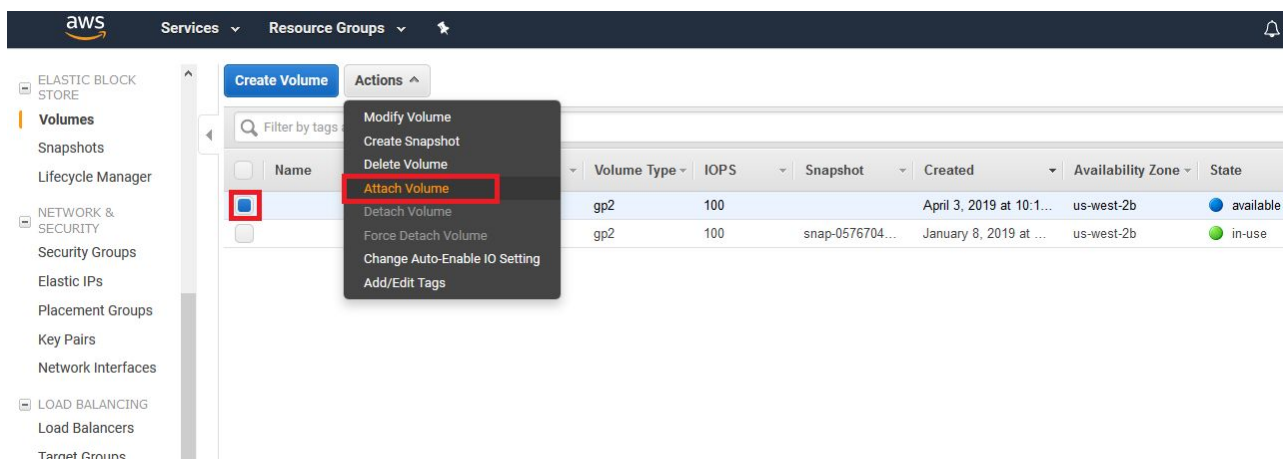 aws Services Resource Groups
ELASTIC BLOCK
STORE
Volumes
Snapshots
Lifecycle Manager
NETWORK &
SECURITY
Security Groups
Elastic IPs
Placement Groups
Key Pairs
Network Interfaces
LOAD BALANCING
Load Balancers
Target Groups
Create Volume Actions
Filter by tags
Modify Volume
Create Snapshot
Delete Volume
Attach Volume
Detach Volume
Force Detach Volume
Change Auto-Enable IO Setting
Add/Edit Tags
Name Volume Type IOPS Snapshot Created Availability Zone State
gp2 100 April 3, 2019 at 10:1... us-west-2b available
gp2 100 snap-0576704... January 8, 2019 at ... us-west-2b in-use